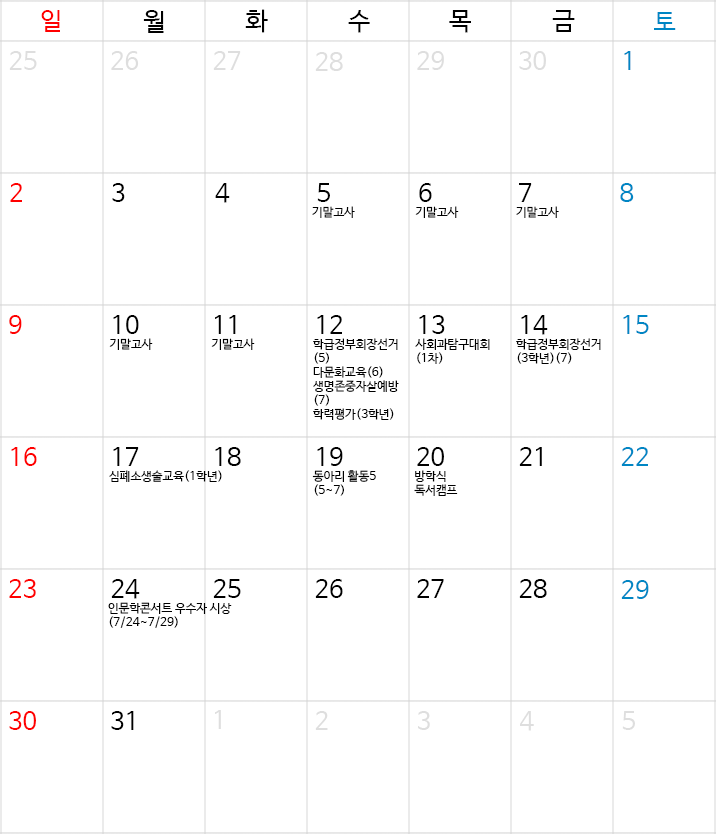 일 월 화 수 목 금 토
25 26 27 28 29 30 1
2 3 4 5 6 7 8
기말고사 기말고사 기말고사
9 10 11 12 13 14 15
기말고사 기말고사 학급정부회장선거 사회과탐구대회 학급정부회장선거
(5) (1차) (3학년)(7)
다문화교육(6)
생명존중자살예방
(7)
학력평가(3학년)
16 17 18 19 20 21 22
심폐소생술교육(1학년) 동아리 활동5 방학식
(5~7) 독서캠프
23 24 25 26 27 28 29
인문학콘서트 우수자 시상
(7/24~7/29)
30 31 1 2 3 4 5